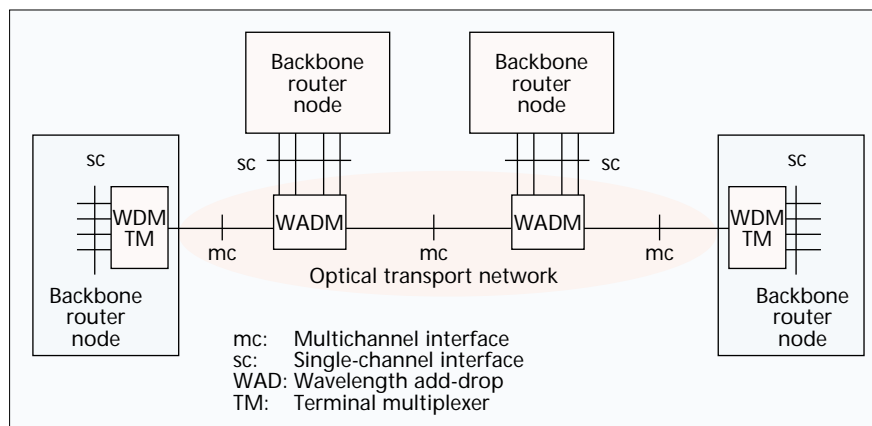 Backbone
router
node
Backbone
router
node
sc
sc
sc
sc
WDM
TM
WADM
WADM
WDM
TM
mc
mc
mc
Optical transport network
Backbone
router
node
Backbone
router
node
mc: Multichannel interface
sc: Single-channel interface
WAD: Wavelength add-drop
TM: Terminal multiplexer